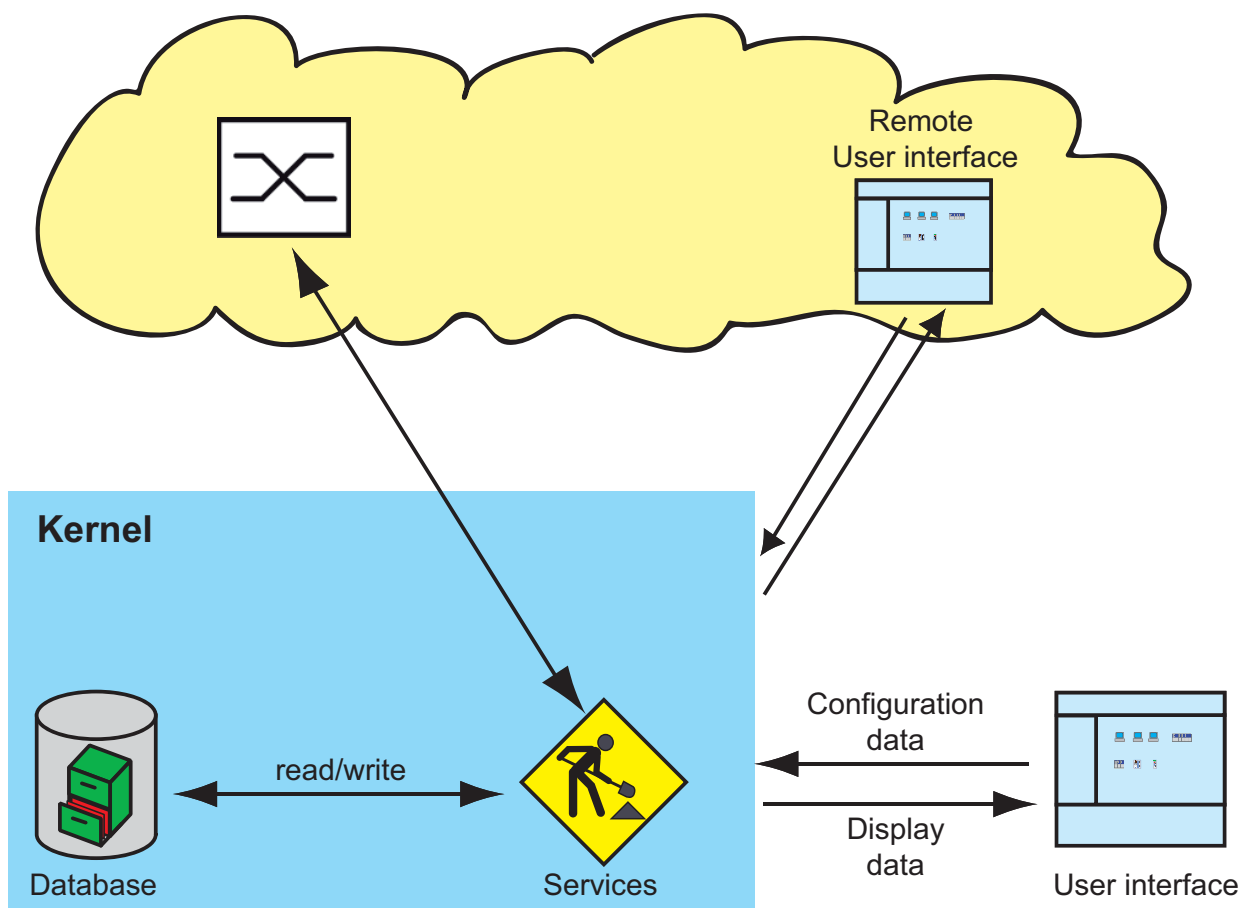 Remote
User interface
Kernel
read/write
Configuration
data
Display
data
Database
Services
User interface